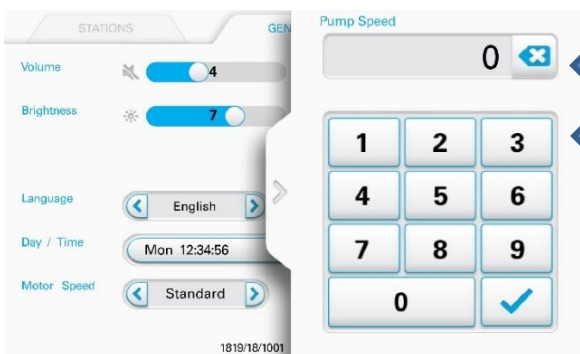 STATIONS
GEN
Volume
4
Brightness
7
Language
English
Day / Time
Mon 12:34:56
Motor Speed
Standard
1819/18/1001
Pump Speed
0
1 2 3
4 5 6
7 8 9
0